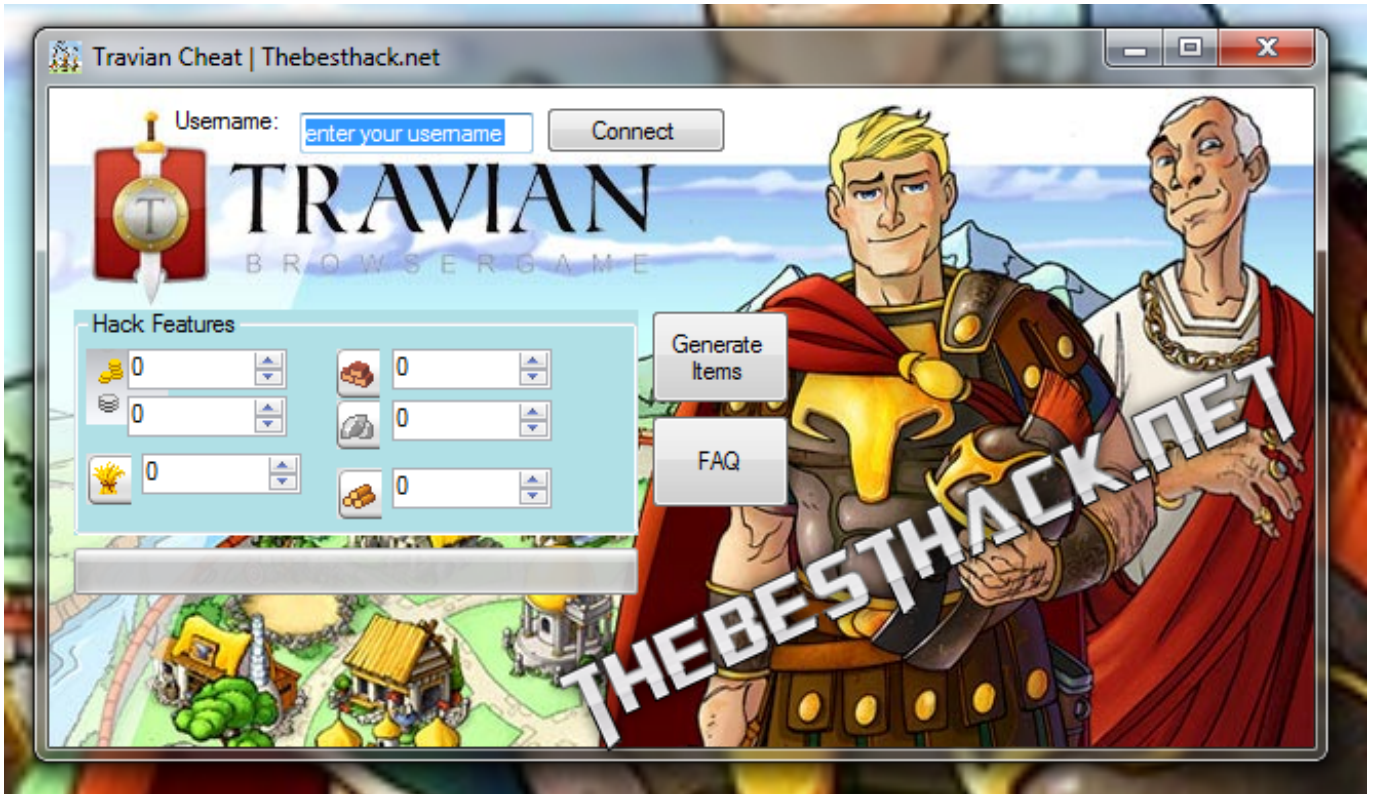 Travian Cheat | Thebesthack.net
Username:
enter your username
Connect
T
TRAVIAN
BROWSERGAME
Hack Features
0
0
0
0
0
0
Generate
Items
FAQ
THEBESTHACK.NET